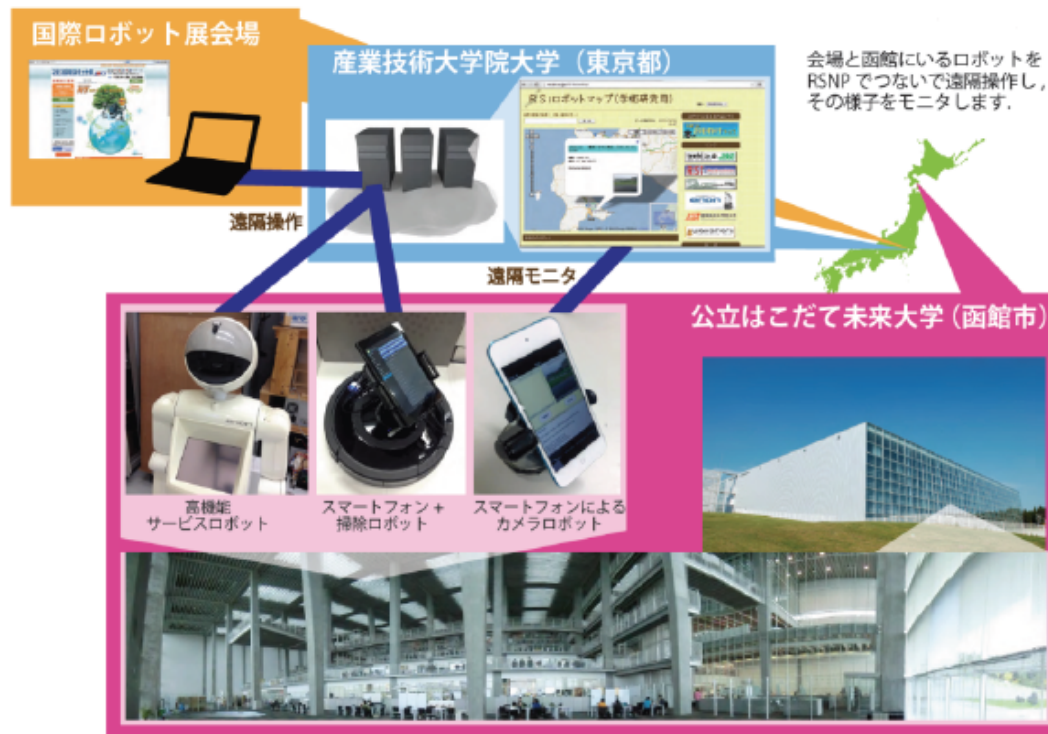 国際ロボット展会場
産業技術大学院大学（東京都）
会場と函館にいるロボットを
RSNPでつないで遠隔操作し,
その様子をモニタします.
遠隔操作
遠隔モニタ
公立はこだて未来大学（函館市）
高機能
サービスロボット
スマートフォン +
掃除ロボット
スマートフォンによる
カメラロボット